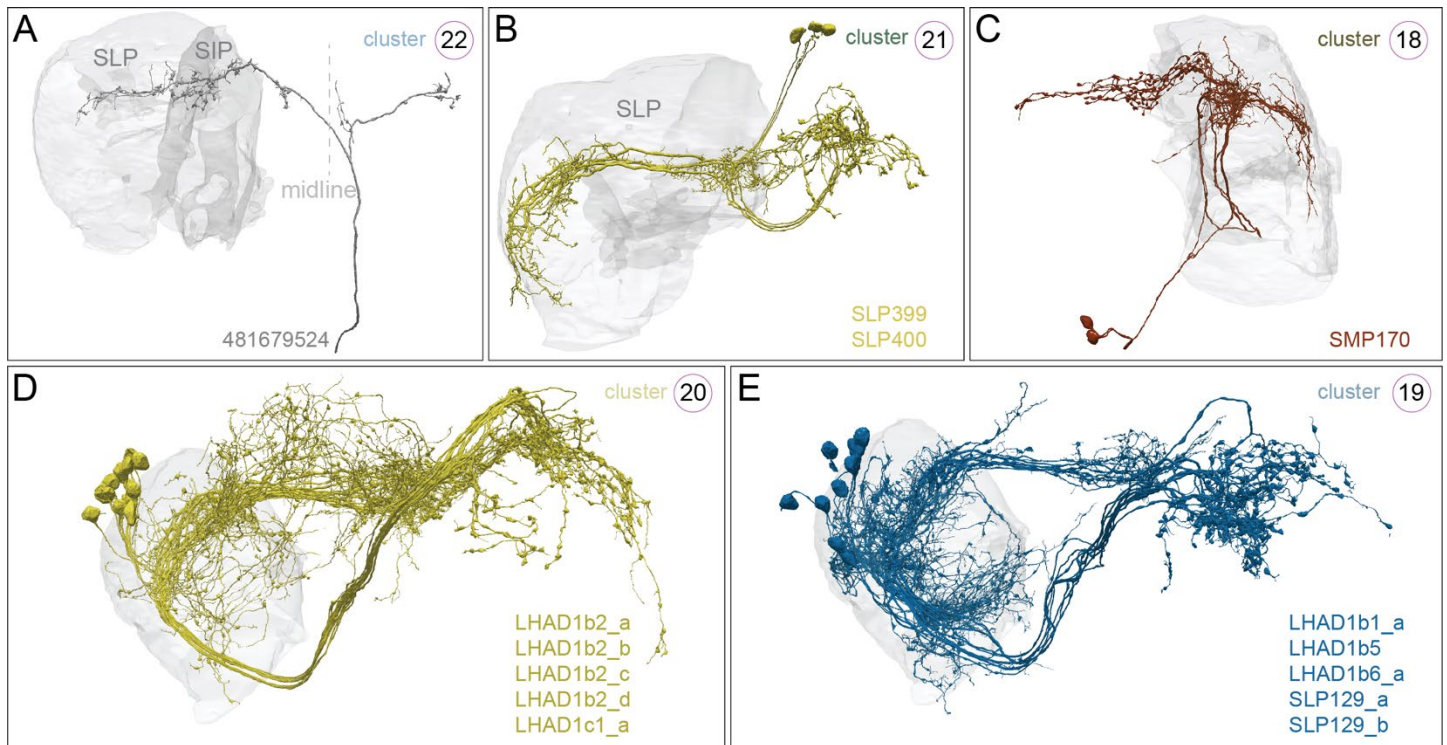 A
SLP
SIP
cluster 22
midline
481679524
B
cluster 21
SLP
SLP399
SLP400
C
cluster 18
SMP170
D
cluster 20
LHAD1b2_a
LHAD1b2_b
LHAD1b2_c
LHAD1b2_d
LHAD1c1_a
E
cluster 19
LHAD1b1_a
LHAD1b5
LHAD1b6_a
SLP129_a
SLP129_b